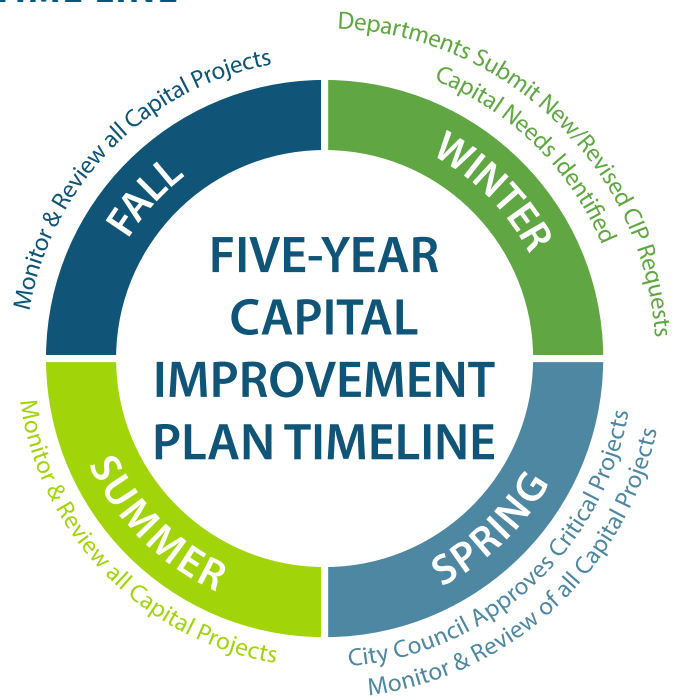 TIME LINE
Departments Submit New/Revised CIP Requests
Capital Needs Identified
WINTER
Monitor & Review all Capital Projects
FALL
FIVE-YEAR
CAPITAL
IMPROVEMENT
PLAN TIMELINE
SPRING
City Council Approves Critical Projects
Monitor & Review of all Capital Projects
SUMMER
Monitor & Review all Capital Projects